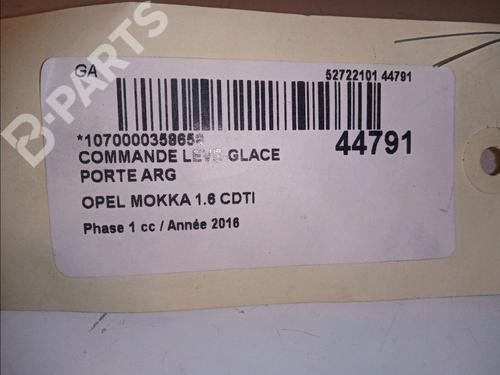 GA
52722101 44791
*1070000359659
44791
COMMANDE LEVE-GLACE
PORTE ARG
OPEL MOKKA 1.6 CDTI
Phase 1 cc / Année 2016
B-PARTS